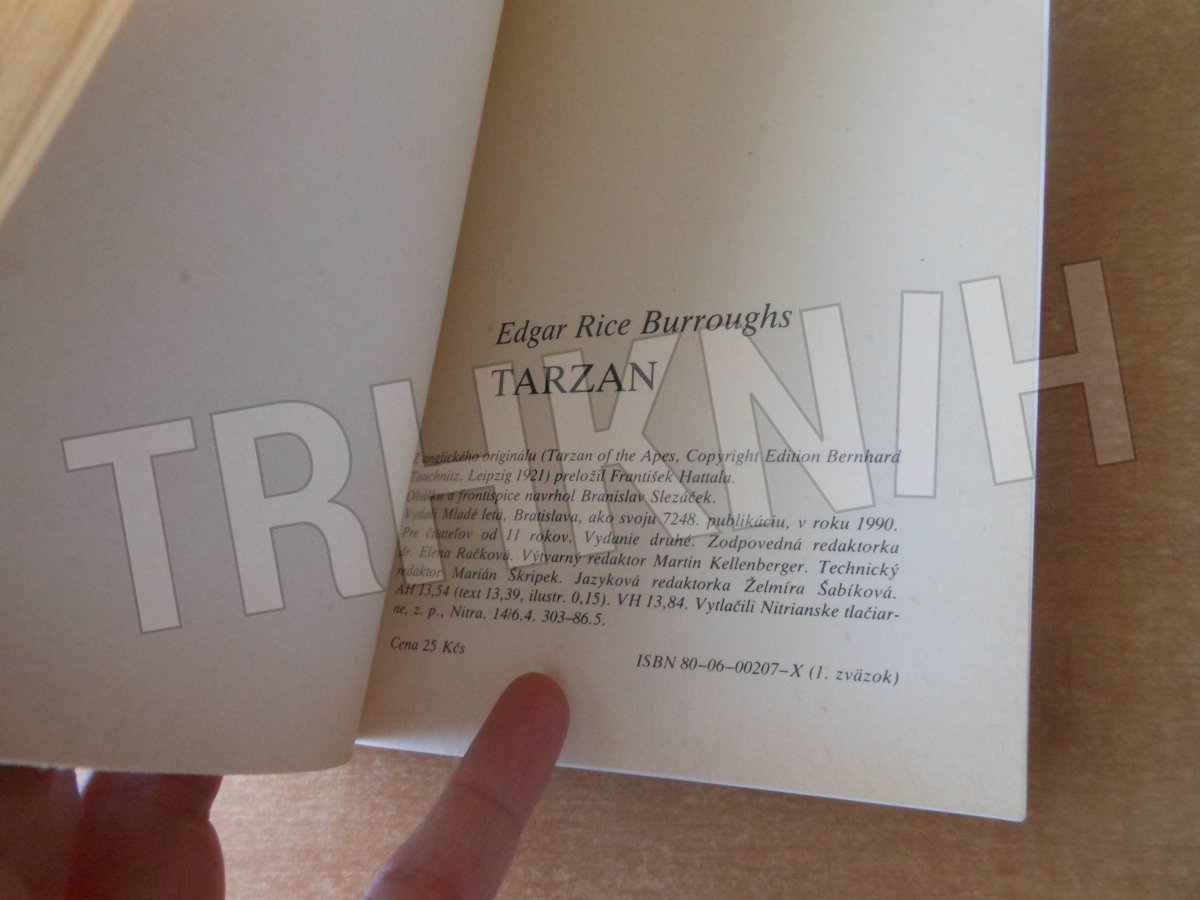 Edgar Rice Burroughs
TARZAN
Z anglického originálu (Tarzan of the Apes, Copyright Edition Bernhard
Tauchnitz, Leipzig 1921) preložil František Hattala.
Obálku a frontispice navrhol Branislav Slezáček.
Vydali Mladé letá, Bratislava, ako svoju 7248. publikáciu, v roku 1990.
Pre čitateľov od 11 rokov. Vydanie druhé. Zodpovedná redaktorka
dr. Elena Račková. Výtvarný redaktor Martin Kellenberger. Technický
redaktor Marián Škripek. Jazyková redaktorka Želmíra Šabíková.
AH 13,54 (text 13,39, ilustr. 0,15). VH 13,84. Vytlačili Nitrianske tlačiar-
ne, z. p., Nitra. 14/6.4. 303–86.5.
Cena 25 Kčs
ISBN 80–06–00207–X (1. zväzok)
TRHKNIH